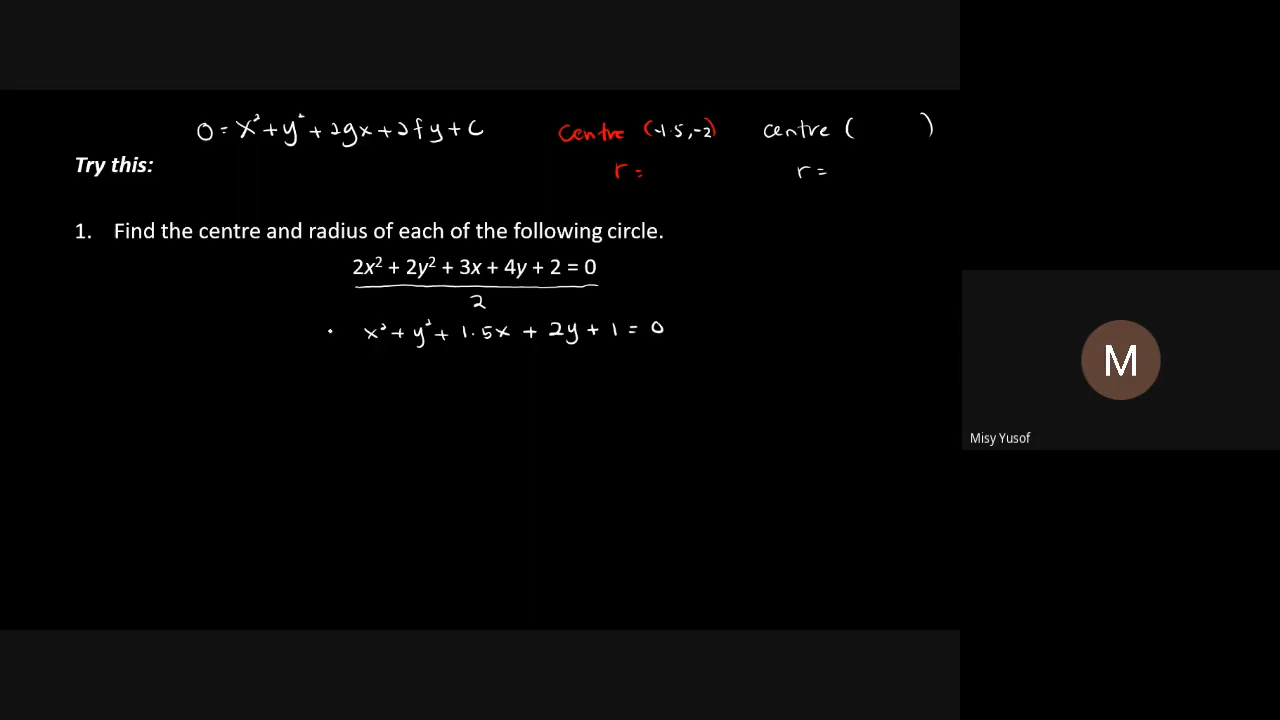 0 = x² + y² + 2gx + 2fy + c
Centre (-1.5, -2)
centre ( )
r =
r =
Try this:
1. Find the centre and radius of each of the following circle.
2x² + 2y² + 3x + 4y + 2 = 0
2
x² + y² + 1.5x + 2y + 1 = 0
M
Misy Yusof